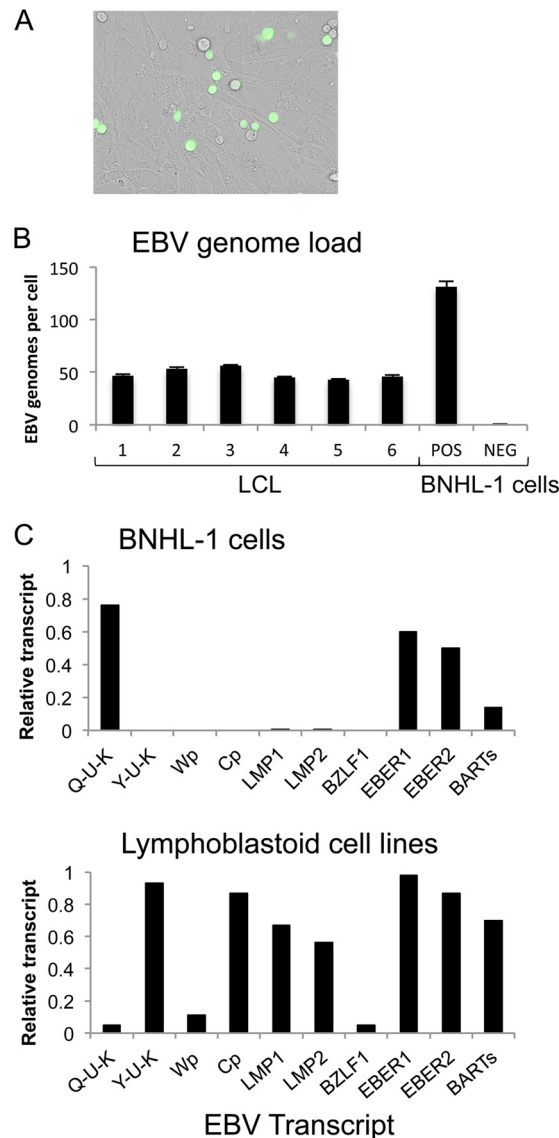 A
B
EBV genome load
EBV genomes per cell
150
100
50
0
1 2 3 4 5 6 POS NEG
LCL BNHL-1 cells
C
BNHL-1 cells
Relative transcript
1
0.8
0.6
0.4
0.2
0
Q-U-K Y-U-K Wp Cp LMP1 LMP2 BZLF1 EBER1 EBER2 BARTs
Lymphoblastoid cell lines
Relative transcript
1
0.8
0.6
0.4
0.2
0
Q-U-K Y-U-K Wp Cp LMP1 LMP2 BZLF1 EBER1 EBER2 BARTs
EBV Transcript